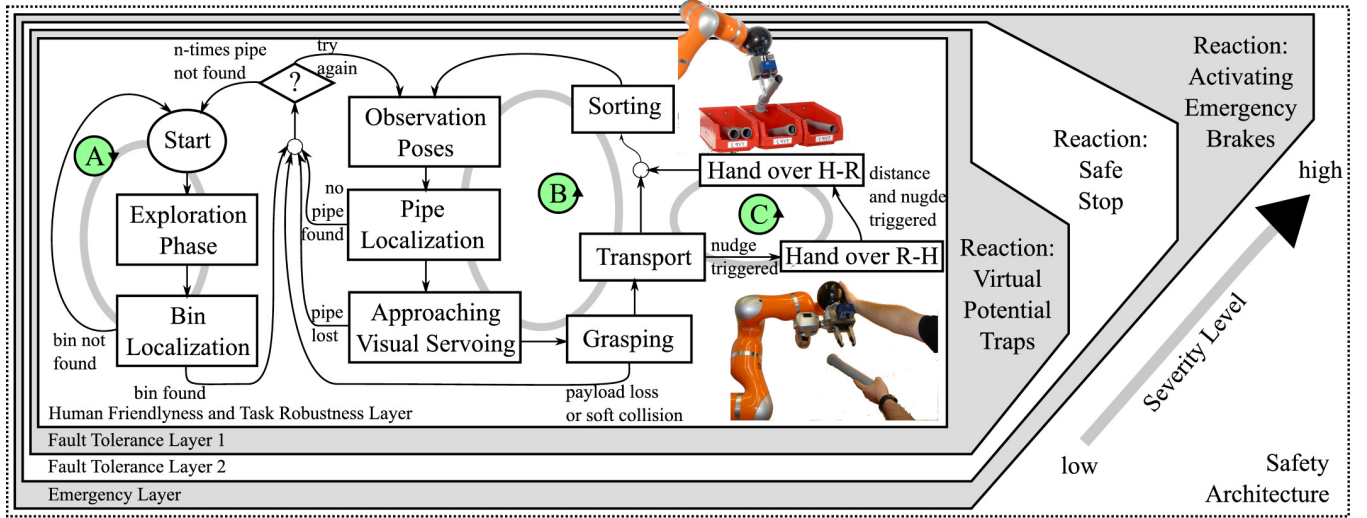 n-times pipe
not found
try
again
?
Start
A
Exploration
Phase
Bin
Localization
bin not
found
bin found
Observation
Poses
no
pipe
found
Pipe
Localization
pipe
lost
Approaching
Visual Servoing
B
Sorting
Hand over H-R
distance
and nugde
triggered
C
Transport
nudge
triggered
Hand over R-H
Grasping
payload loss
or soft collision
Human Friendlyness and Task Robustness Layer
Fault Tolerance Layer 1
Fault Tolerance Layer 2
Emergency Layer
Reaction:
Virtual
Potential
Traps
Reaction:
Safe
Stop
Reaction:
Activating
Emergency
Brakes
high
Severity Level
low
Safety
Architecture